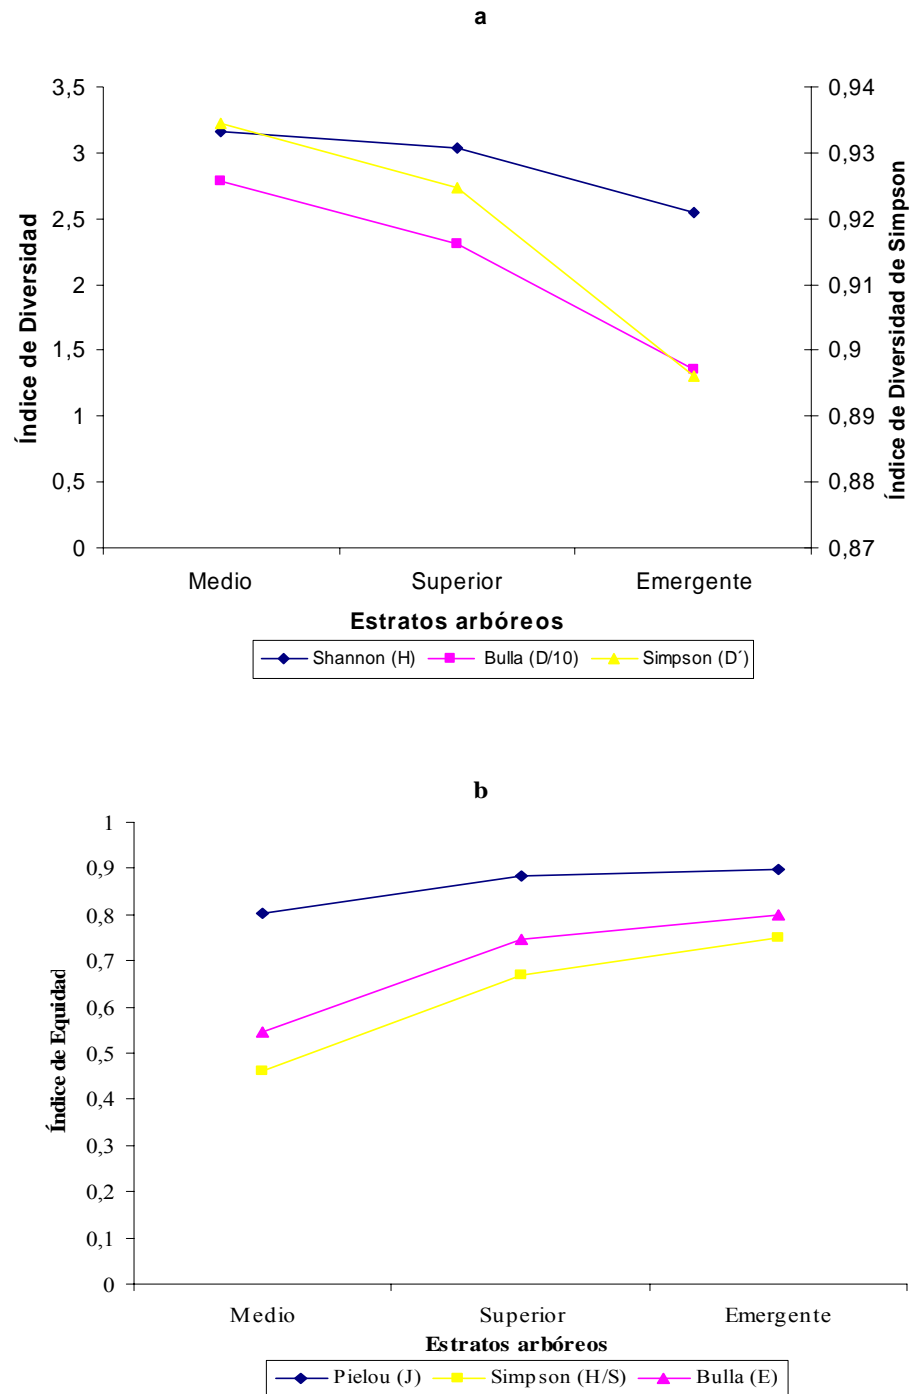 a
3,5
3
2,5
2
1,5
1
0,5
0
Índice de Diversidad
0,94
0,93
0,92
0,91
0,9
0,89
0,88
0,87
Índice de Diversidad de Simpson
Medio Superior Emergente
Estratos arbóreos
Shannon (H) Bulla (D/10) Simpson (D´)
b
1
0,9
0,8
0,7
0,6
0,5
0,4
0,3
0,2
0,1
0
Índice de Equidad
Medio Superior Emergente
Estratos arbóreos
Pielou (J) Simpson (H/S) Bulla (E)